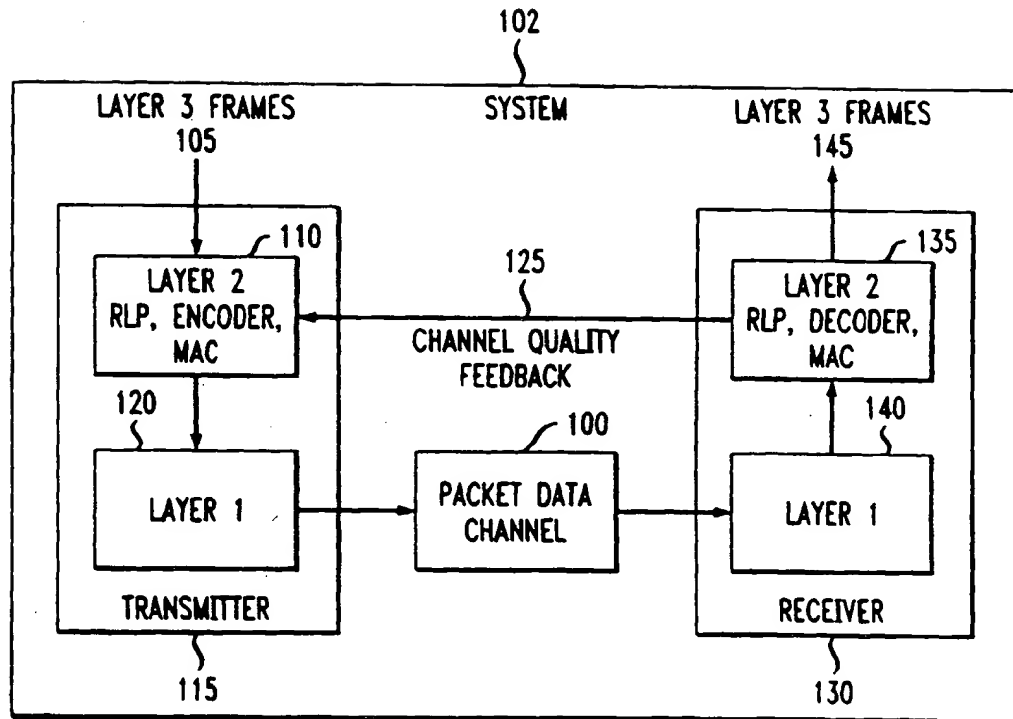 102
LAYER 3 FRAMES
105
SYSTEM
LAYER 3 FRAMES
145
110
LAYER 2
RLP, ENCODER,
MAC
125
CHANNEL QUALITY
FEEDBACK
135
LAYER 2
RLP, DECODER,
MAC
120
LAYER 1
100
PACKET DATA
CHANNEL
140
LAYER 1
TRANSMITTER
RECEIVER
115
130